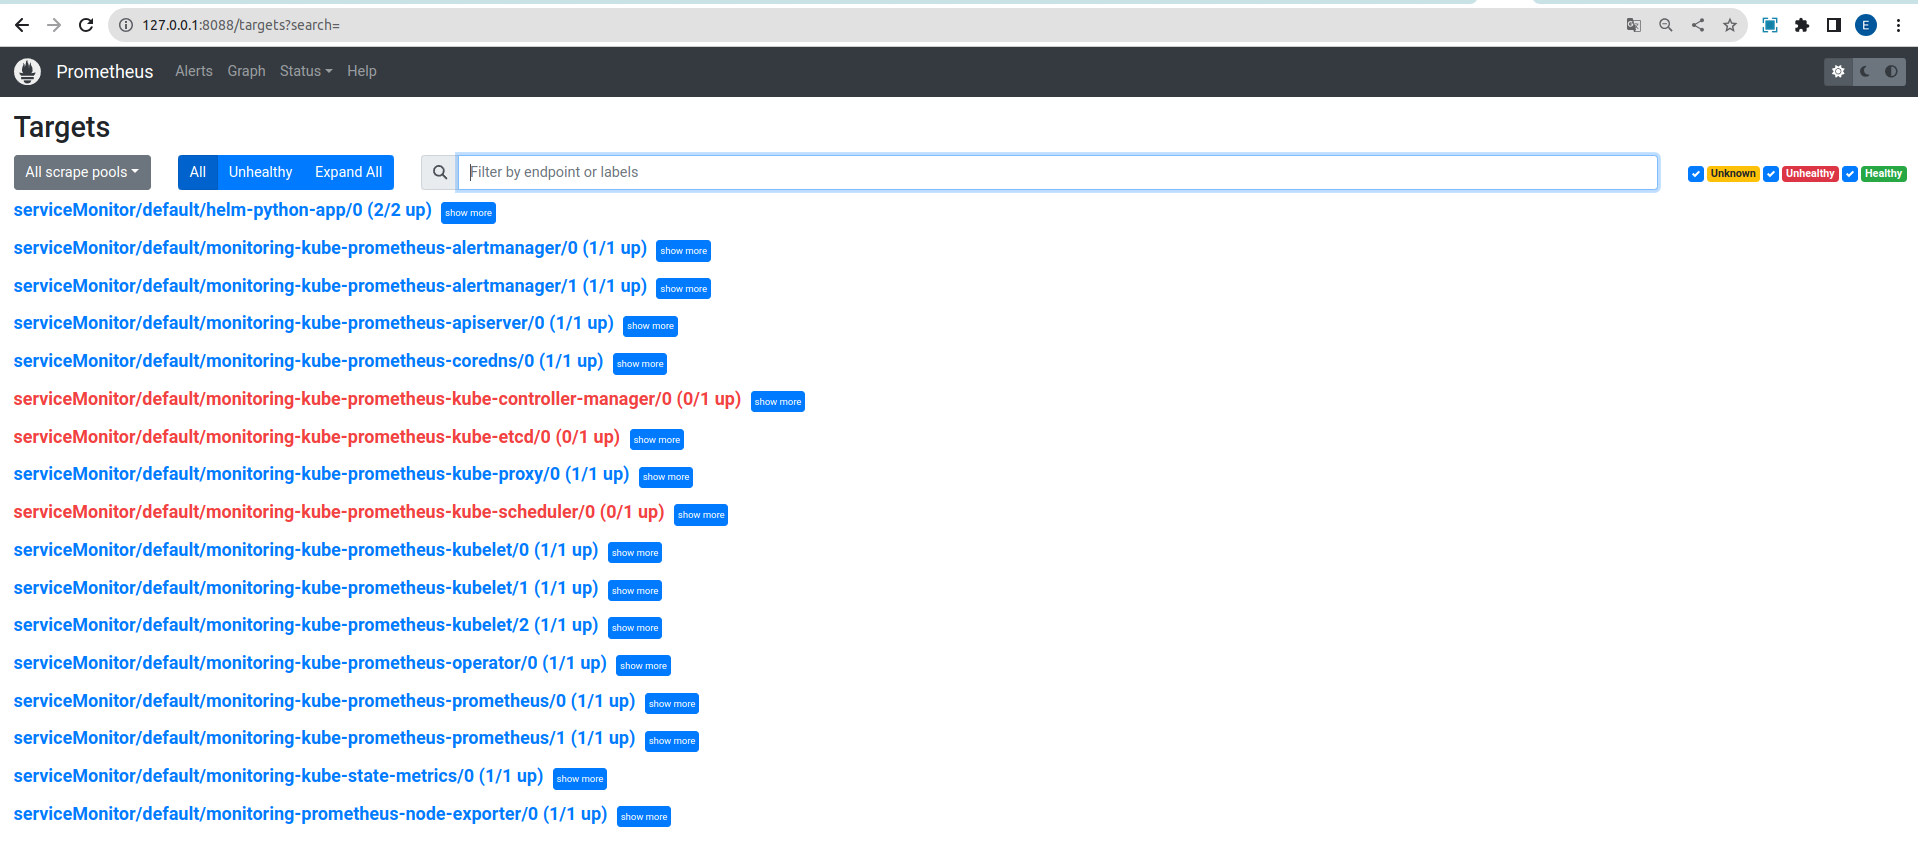 127.0.0.1:8088/targets?search=
E
Prometheus Alerts Graph Status Help
Targets
All scrape pools All Unhealthy Expand All Filter by endpoint or labels Unknown Unhealthy Healthy
serviceMonitor/default/helm-python-app/0 (2/2 up) show more
serviceMonitor/default/monitoring-kube-prometheus-alertmanager/0 (1/1 up) show more
serviceMonitor/default/monitoring-kube-prometheus-alertmanager/1 (1/1 up) show more
serviceMonitor/default/monitoring-kube-prometheus-apiserver/0 (1/1 up) show more
serviceMonitor/default/monitoring-kube-prometheus-coredns/0 (1/1 up) show more
serviceMonitor/default/monitoring-kube-prometheus-kube-controller-manager/0 (0/1 up) show more
serviceMonitor/default/monitoring-kube-prometheus-kube-etcd/0 (0/1 up) show more
serviceMonitor/default/monitoring-kube-prometheus-kube-proxy/0 (1/1 up) show more
serviceMonitor/default/monitoring-kube-prometheus-kube-scheduler/0 (0/1 up) show more
serviceMonitor/default/monitoring-kube-prometheus-kubelet/0 (1/1 up) show more
serviceMonitor/default/monitoring-kube-prometheus-kubelet/1 (1/1 up) show more
serviceMonitor/default/monitoring-kube-prometheus-kubelet/2 (1/1 up) show more
serviceMonitor/default/monitoring-kube-prometheus-operator/0 (1/1 up) show more
serviceMonitor/default/monitoring-kube-prometheus-prometheus/0 (1/1 up) show more
serviceMonitor/default/monitoring-kube-prometheus-prometheus/1 (1/1 up) show more
serviceMonitor/default/monitoring-kube-state-metrics/0 (1/1 up) show more
serviceMonitor/default/monitoring-prometheus-node-exporter/0 (1/1 up) show more